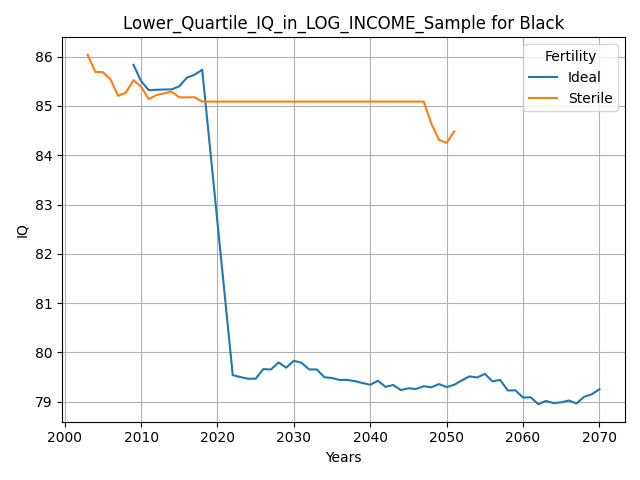 Lower_Quartile_IQ_in_LOG_INCOME_Sample for Black
86
85
84
83
82
81
80
79
IQ
Fertility
Ideal
Sterile
2000 2010 2020 2030 2040 2050 2060 2070
Years